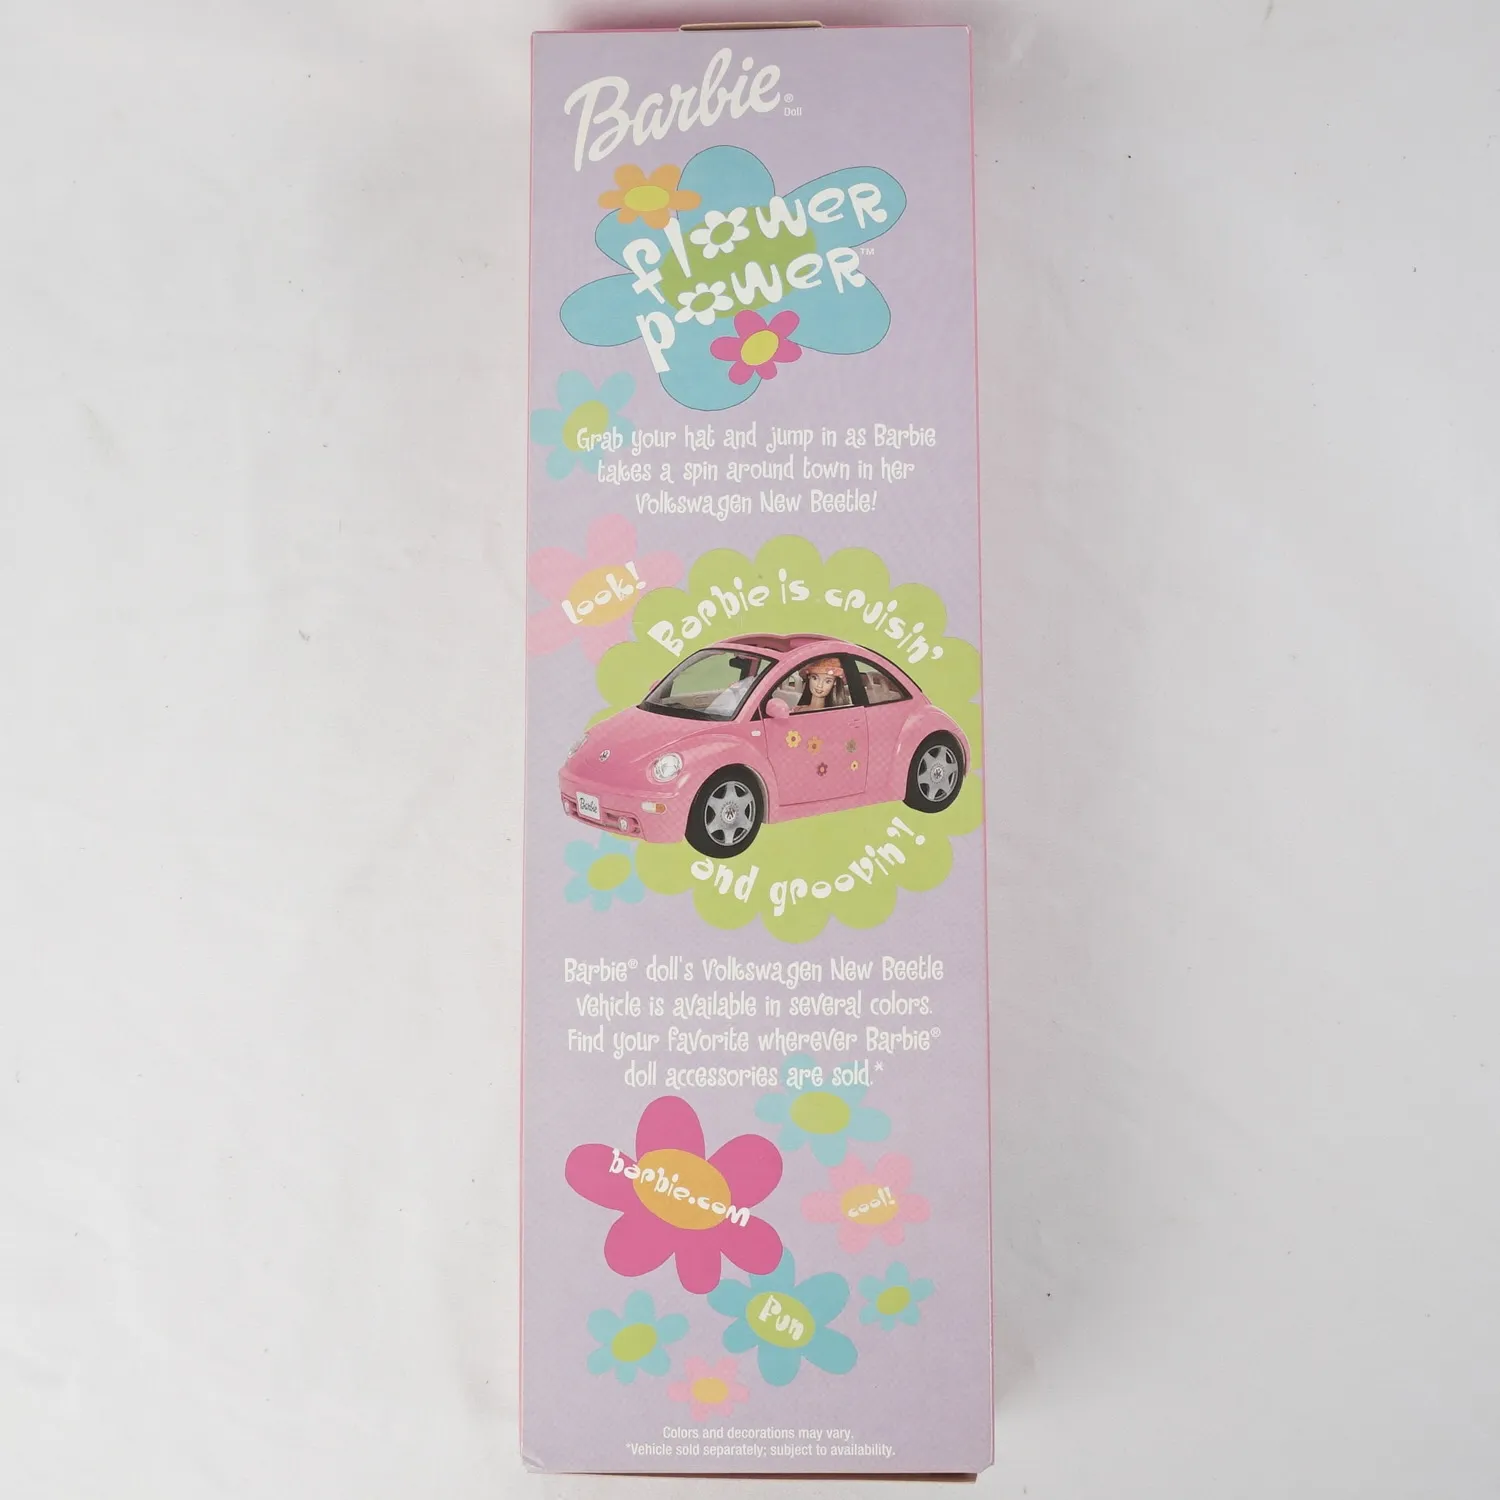 Barbie®
Doll
flower
power™
Grab your hat and jump in as Barbie
takes a spin around town in her
Volkswagen New Beetle!
Look!
Barbie is cruisin'
Barbie
and groovin'!
Barbie® doll's Volkswagen New Beetle
vehicle is available in several colors.
Find your favorite wherever Barbie®
doll accessories are sold.*
barbie.com
cool!
Fun
Colors and decorations may vary.
*Vehicle sold separately; subject to availability.